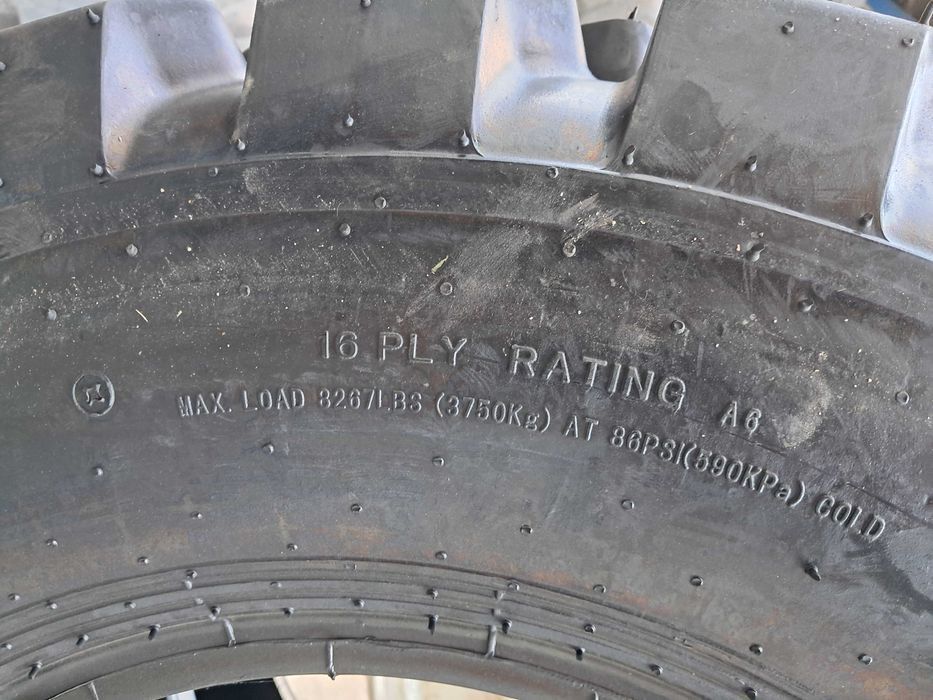 16 PLY RATING A6
MAX. LOAD 8267LBS (3750Kg) AT 86PSI(590KPa) COLD